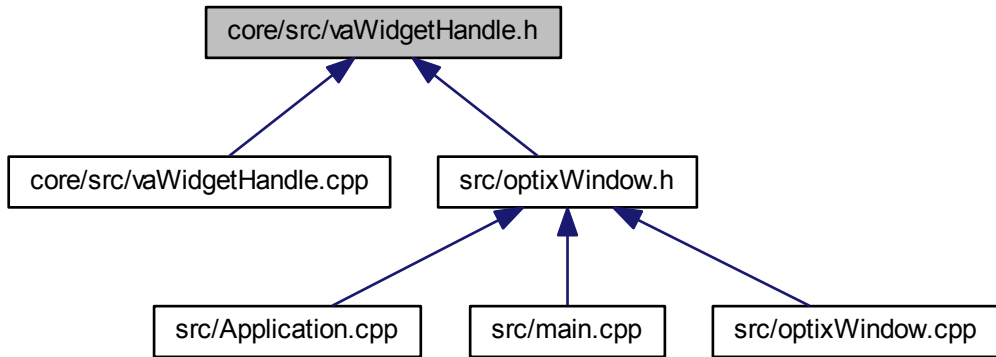 core/src/vaWidgetHandle.h
core/src/vaWidgetHandle.cpp
src/optixWindow.h
src/Application.cpp
src/main.cpp
src/optixWindow.cpp